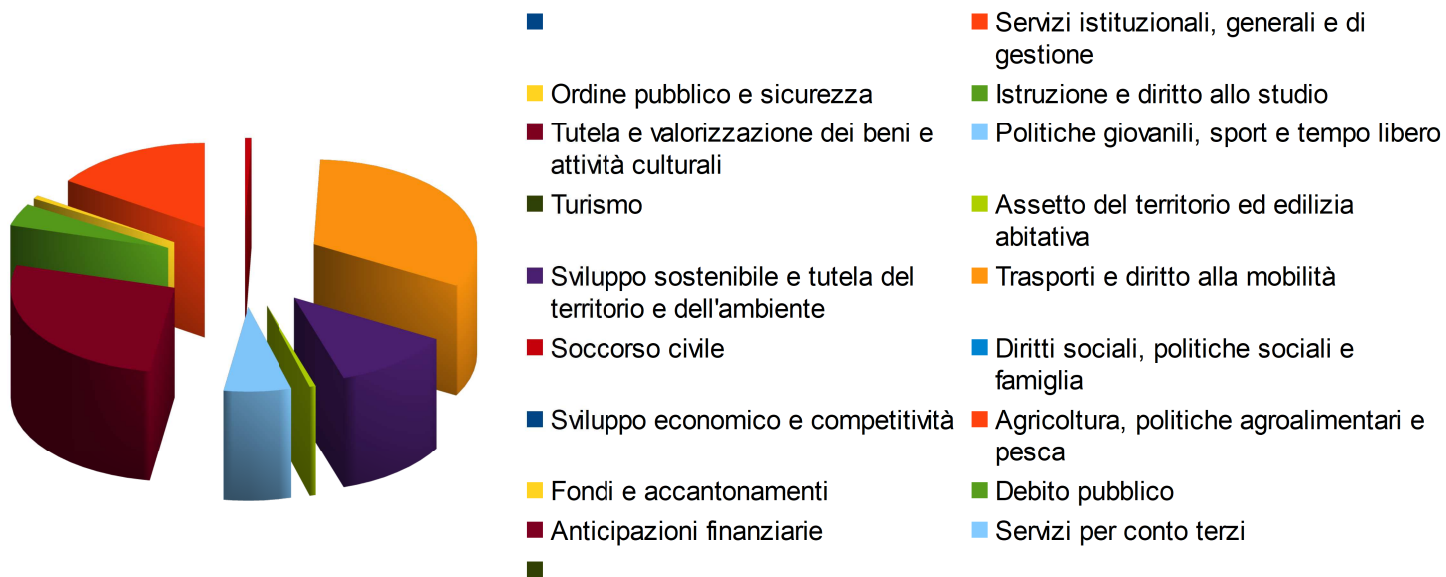 Servizi istituzionali, generali e di
gestione
Ordine pubblico e sicurezza
Istruzione e diritto allo studio
Tutela e valorizzazione dei beni e
attività culturali
Politiche giovanili, sport e tempo libero
Turismo
Assetto del territorio ed edilizia
abitativa
Sviluppo sostenibile e tutela del
territorio e dell'ambiente
Trasporti e diritto alla mobilità
Soccorso civile
Diritti sociali, politiche sociali e
famiglia
Sviluppo economico e competitività
Agricoltura, politiche agroalimentari e
pesca
Fondi e accantonamenti
Debito pubblico
Anticipazioni finanziarie
Servizi per conto terzi